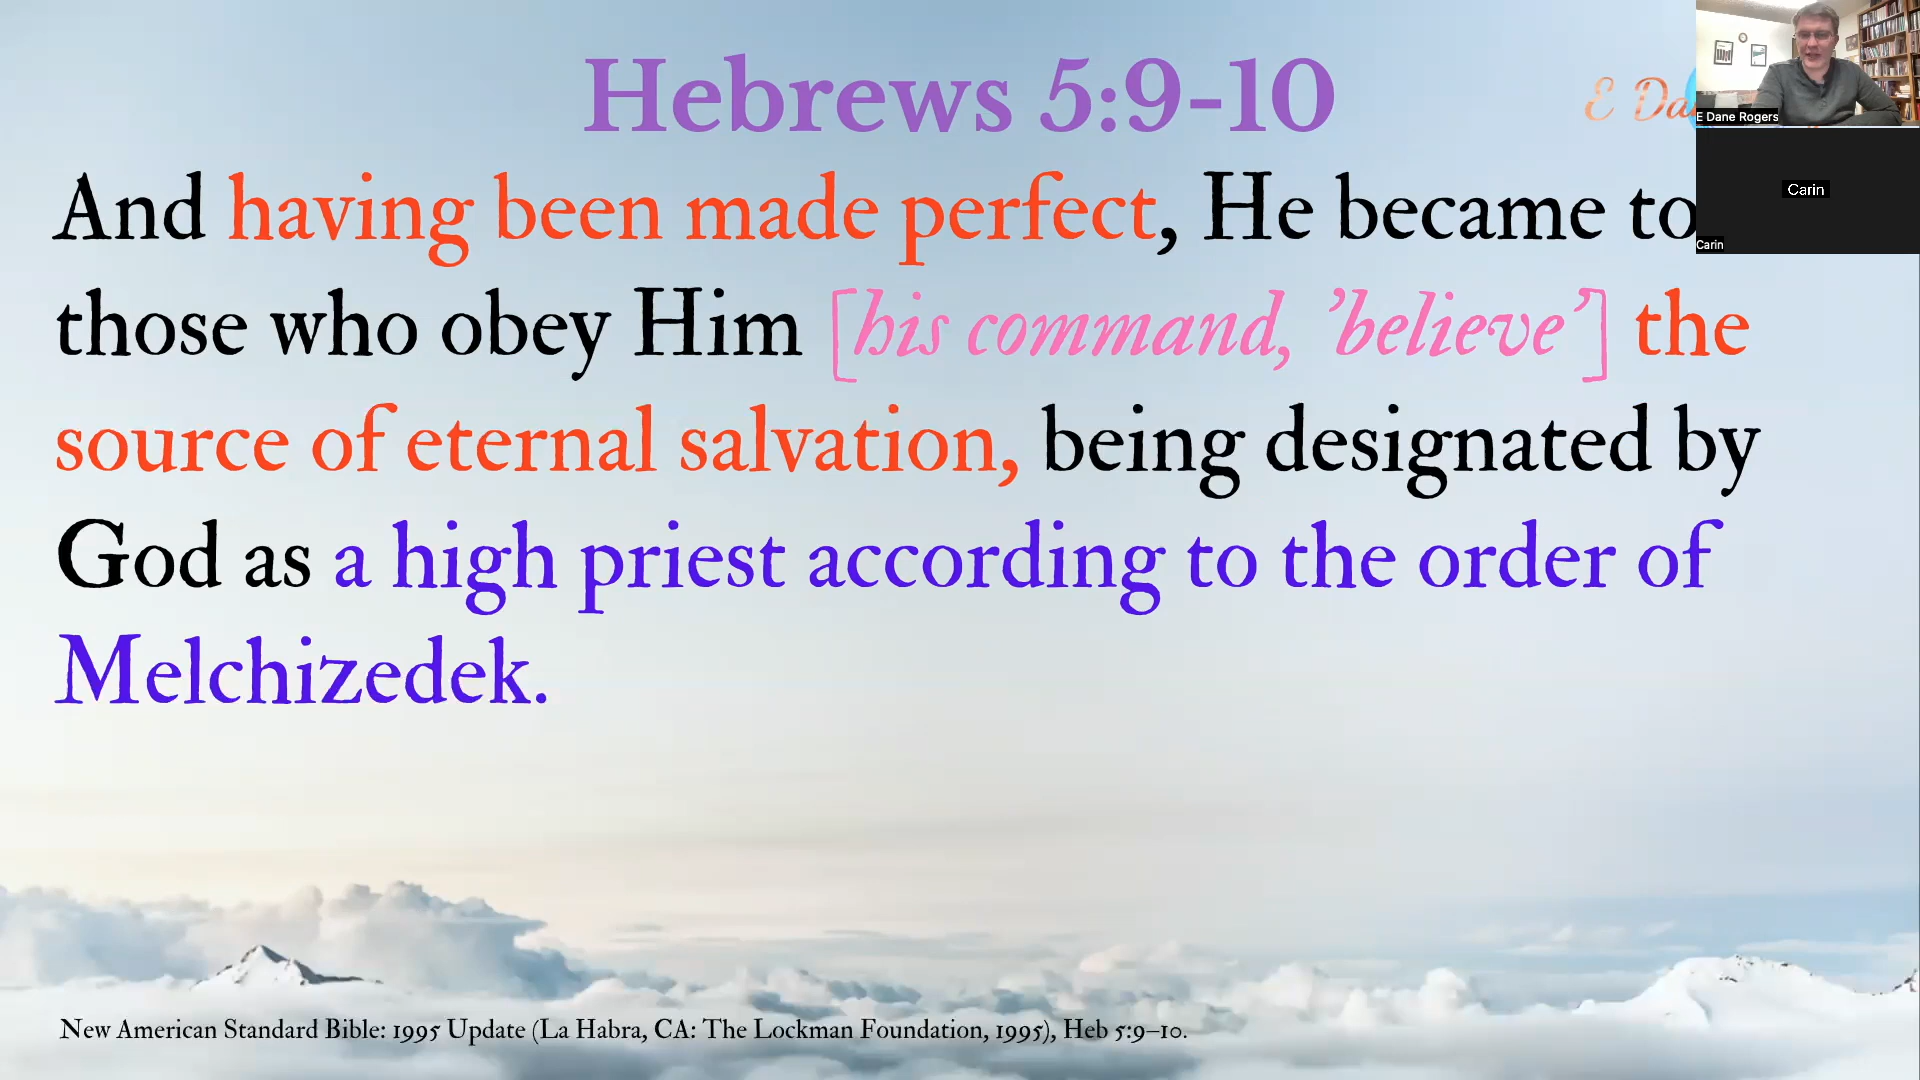 Hebrews 5:9-10
E Da
E Dane Rogers
Carin
Carin
And having been made perfect, He became to
those who obey Him [his command, 'believe'] the
source of eternal salvation, being designated by
God as a high priest according to the order of
Melchizedek.
New American Standard Bible: 1995 Update (La Habra, CA: The Lockman Foundation, 1995), Heb 5:9–10.